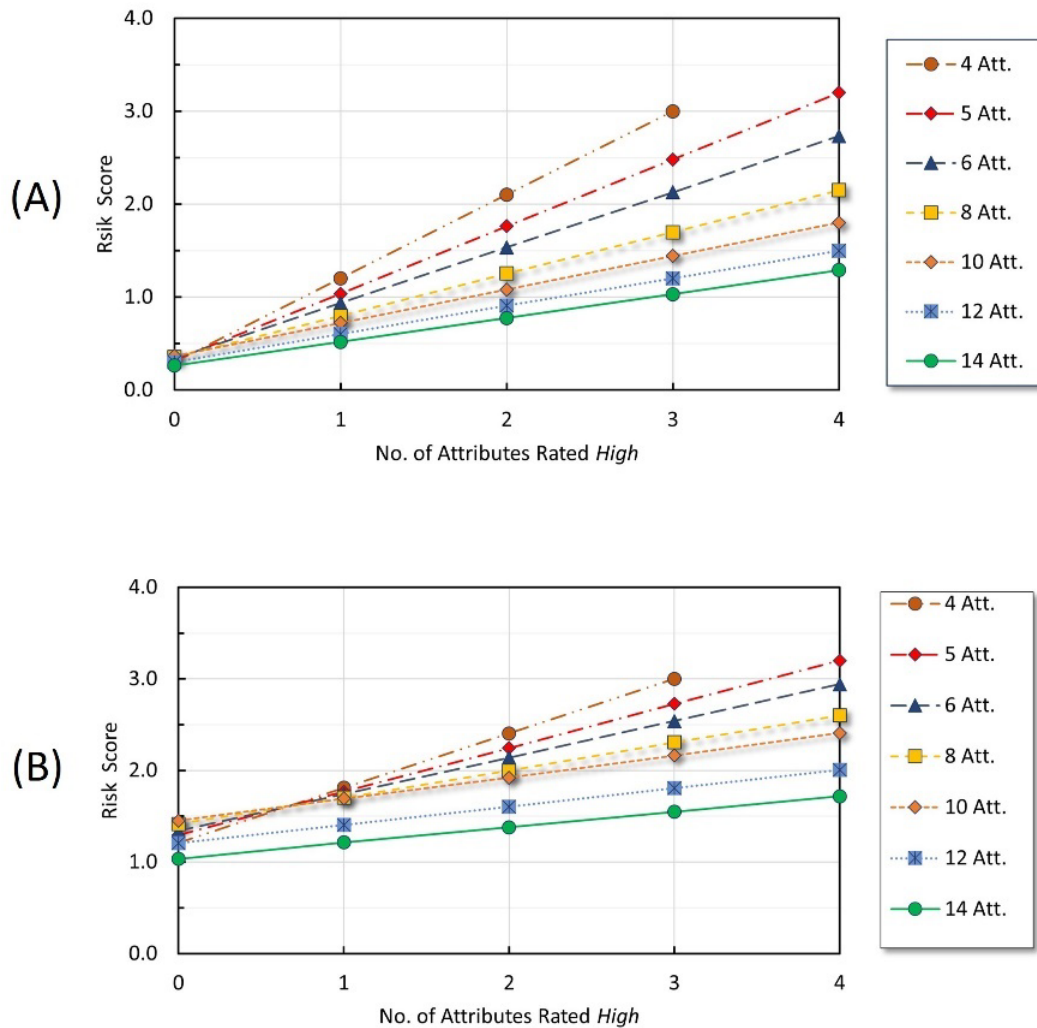 (A)
Rsik Score
4.0
3.0
2.0
1.0
0.0
0 1 2 3 4
No. of Attributes Rated High
4 Att.
5 Att.
6 Att.
8 Att.
10 Att.
12 Att.
14 Att.
(B)
Risk Score
4.0
3.0
2.0
1.0
0.0
0 1 2 3 4
No. of Attributes Rated High
4 Att.
5 Att.
6 Att.
8 Att.
10 Att.
12 Att.
14 Att.